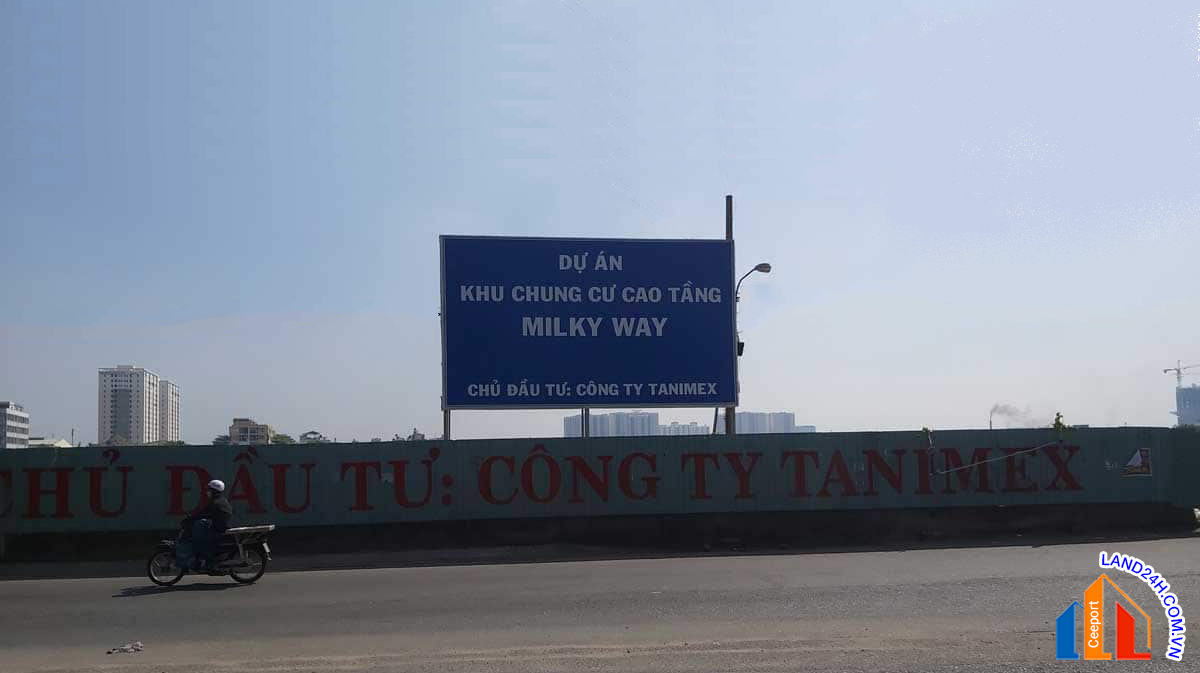 DỰ ÁN
KHU CHUNG CƯ CAO TẦNG
MILKY WAY
CHỦ ĐẦU TƯ: CÔNG TY TANIMEX
CHỦ ĐẦU TƯ: CÔNG TY TANIMEX
LAND24H.COM.VN
Ceeport